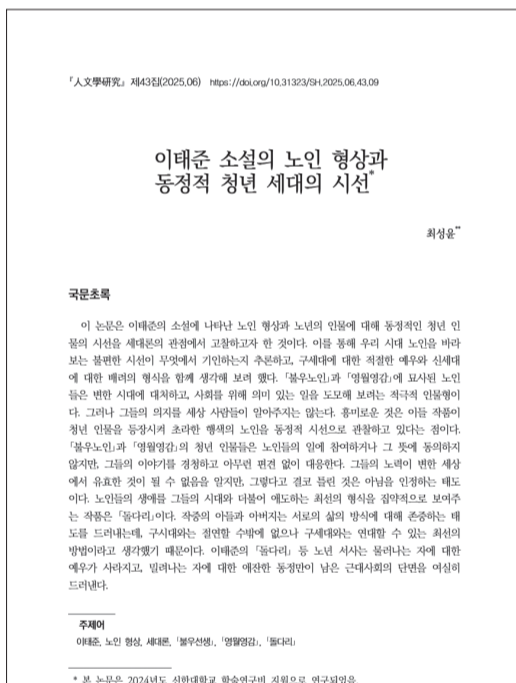 『人文學硏究』 제43집(2025.06) https://doi.org/10.31323/SH.2025.06.43.09
이태준 소설의 노인 형상과
동정적 청년 세대의 시선*
최성윤**
국문초록
이 논문은 이태준의 소설에 나타난 노인 형상과 노년의 인물에 대해 동정적인 청년 인
물의 시선을 세대론의 관점에서 고찰하고자 한 것이다. 이를 통해 우리 시대 노인을 바라
보는 불편한 시선이 무엇에서 기인하는지 추론하고, 구세대에 대한 적절한 예우와 신세대
에 대한 배려의 형식을 함께 생각해 보려 했다. 「불우노인」과 「영월영감」에 묘사된 노인
들은 변한 시대에 대처하고, 사회를 위해 의미 있는 일을 도모해 보려는 적극적 인물형이
다. 그러나 그들의 의지를 세상 사람들이 알아주지는 않는다. 흥미로운 것은 이들 작품이
청년 인물을 등장시켜 초라한 행색의 노인을 동정적 시선으로 관찰하고 있다는 점이다.
「불우노인」과 「영월영감」의 청년 인물들은 노인들의 일에 참여하거나 그 뜻에 동의하지
않지만, 그들의 이야기를 경청하고 아무런 편견 없이 대응한다. 그들의 노력이 변한 세상
에서 유효한 것이 될 수 없음을 알지만, 그렇다고 결코 틀린 것은 아님을 인정하는 태도
이다. 노인들의 생애를 그들의 시대와 더불어 애도하는 최선의 형식을 집약적으로 보여주
는 작품은 「돌다리」이다. 작중의 아들과 아버지는 서로의 삶의 방식에 대해 존중하는 태
도를 드러내는데, 구시대와는 절연할 수밖에 없으나 구세대와는 연대할 수 있는 최선의
방법이라고 생각했기 때문이다. 이태준의 「돌다리」 등 노년 서사는 물러나는 자에 대한
예우가 사라지고, 밀려나는 자에 대한 애잔한 동정만이 남은 근대사회의 단면을 여실히
드러낸다.
주제어
이태준, 노인 형상, 세대론, 「불우선생」, 「영월영감」, 「돌다리」
* 본 논문은 2024년도 신한대학교 학술연구비 지원으로 연구되었음.